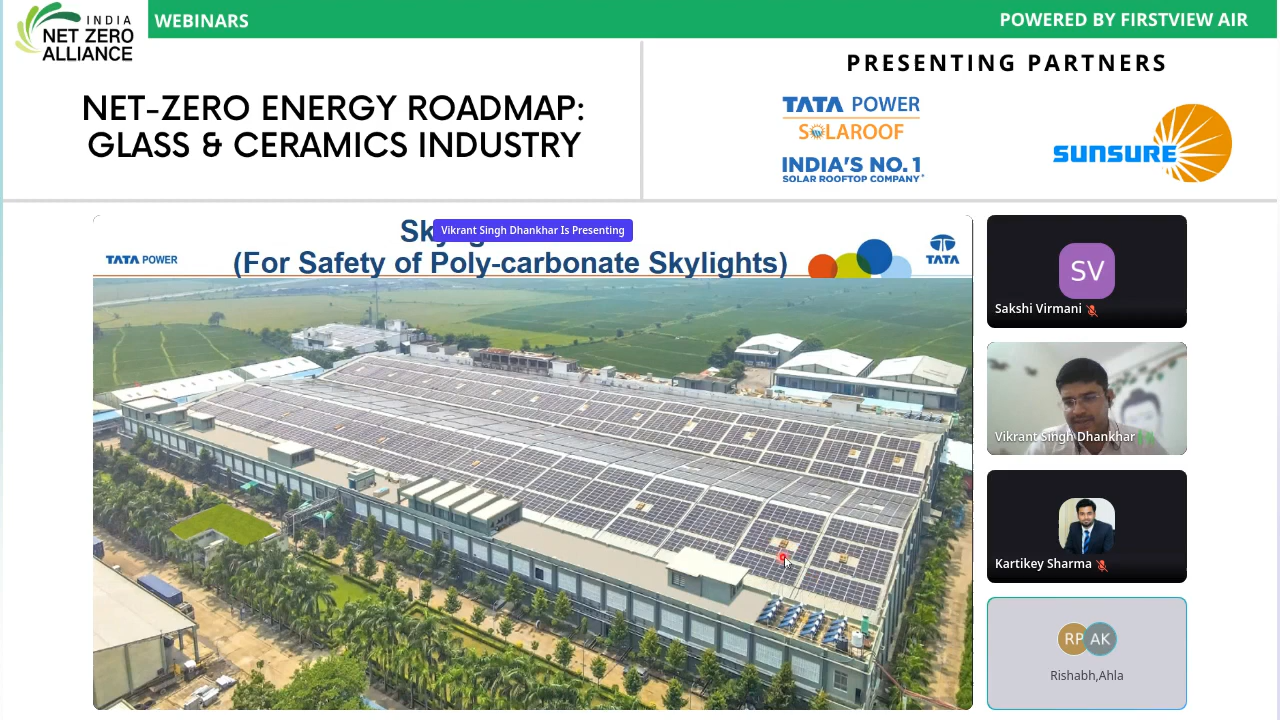 INDIA
NET ZERO
ALLIANCE
WEBINARS
POWERED BY FIRSTVIEW AIR
NET-ZERO ENERGY ROADMAP:
GLASS & CERAMICS INDUSTRY
PRESENTING PARTNERS
TATA POWER
SOLAROOF
INDIA'S NO. 1
SOLAR ROOFTOP COMPANY*
SUNSURE
Vikrant Singh Dhankhar Is Presenting
(For Safety of Poly-carbonate Skylights)
TATA POWER
TATA
SV
Sakshi Virmani
Vikrant Singh Dhankhar
Kartikey Sharma
RP AK
Rishabh,Ahla